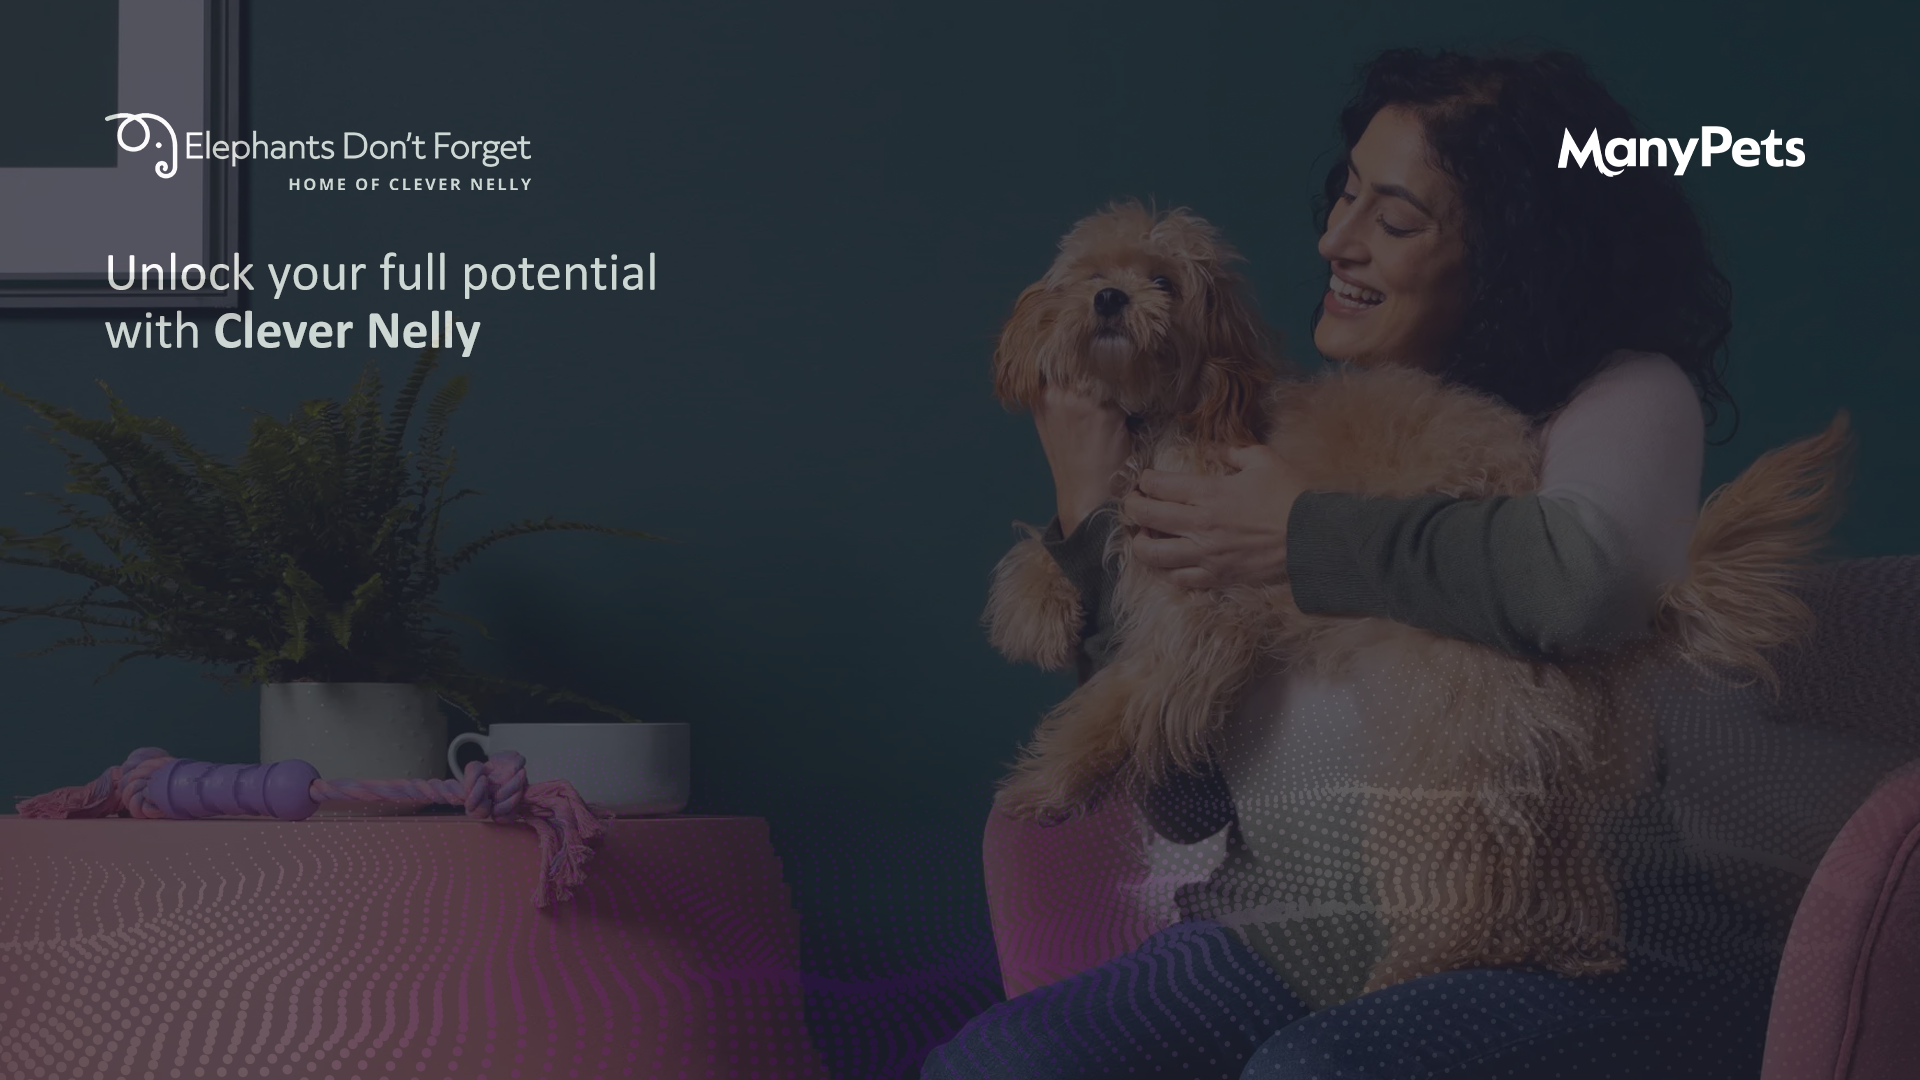 Elephants Don't Forget
HOME OF CLEVER NELLY
ManyPets
Unlock your full potential
with Clever Nelly